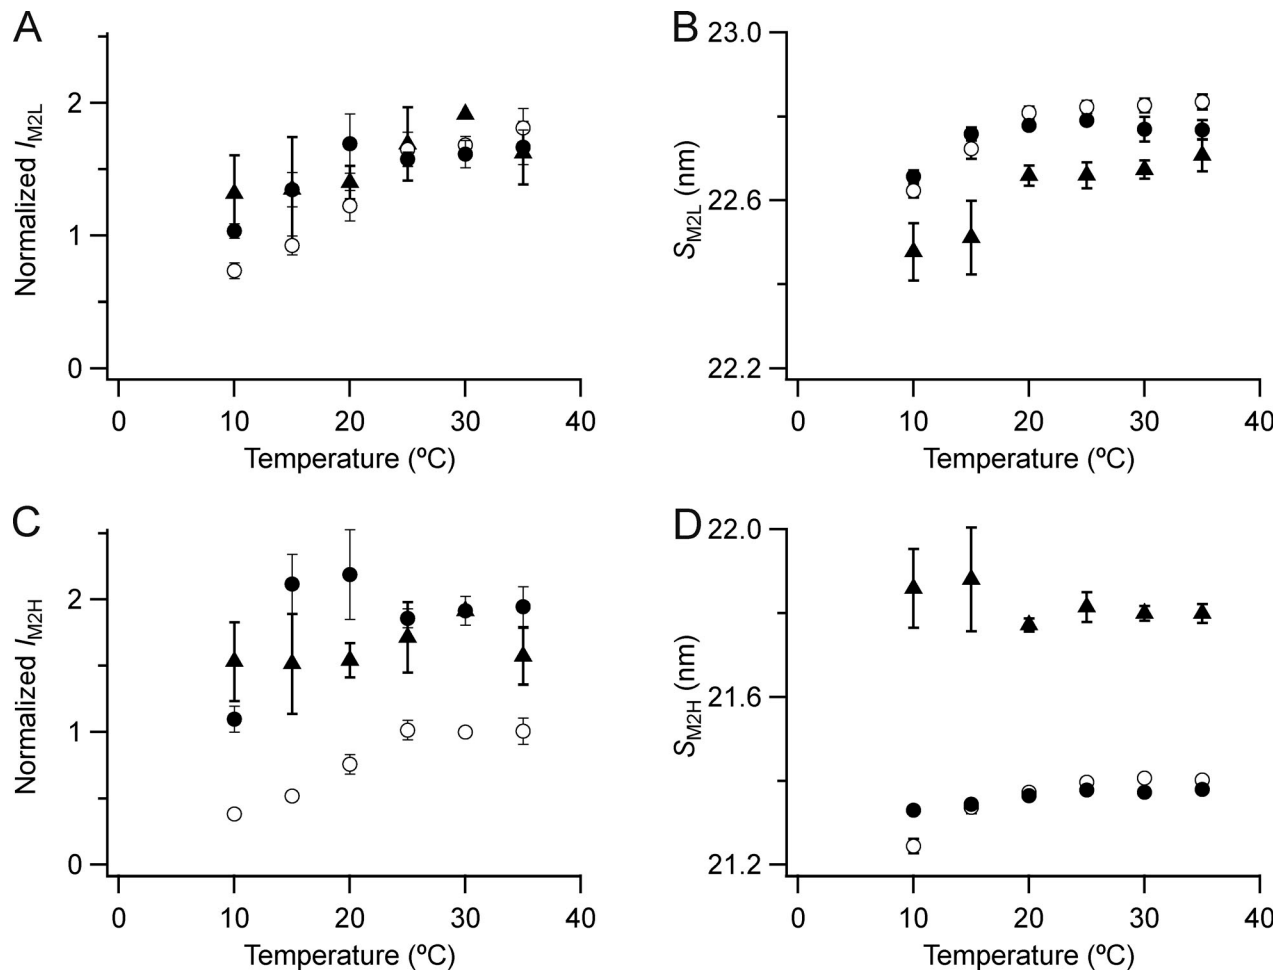 A
Normalized I_M2L
2
1
0
0 10 20 30 40
Temperature (ºC)
B
S_M2L (nm)
23.0
22.6
22.2
0 10 20 30 40
Temperature (ºC)
C
Normalized I_M2H
2
1
0
0 10 20 30 40
Temperature (ºC)
D
S_M2H (nm)
22.0
21.6
21.2
0 10 20 30 40
Temperature (ºC)